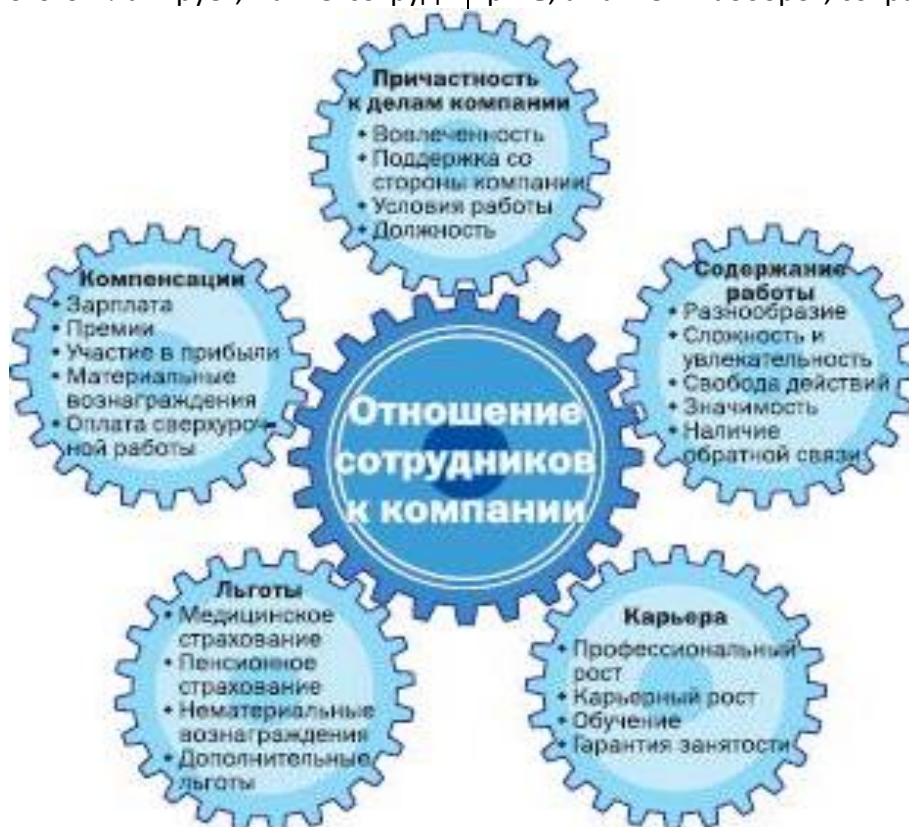 Причастность
к делам компании
• Вовлеченность
• Поддержка со
стороны компании
• Условия работы
• Должность
Компенсации
• Зарплата
• Премии
• Участие в прибыли
• Материальные
вознаграждения
• Оплата сверхуроч-
ной работы
Содержание
работы
• Разнообразие
• Сложность и
увлекательность
• Свобода действий
• Значимость
• Наличие
обратной связи
Отношение
сотрудников
к компании
Льготы
• Медицинское
страхование
• Пенсионное
страхование
• Нематериальные
вознаграждения
• Дополнительные
льготы
Карьера
• Профессиональный
рост
• Карьерный рост
• Обучение
• Гарантия занятости